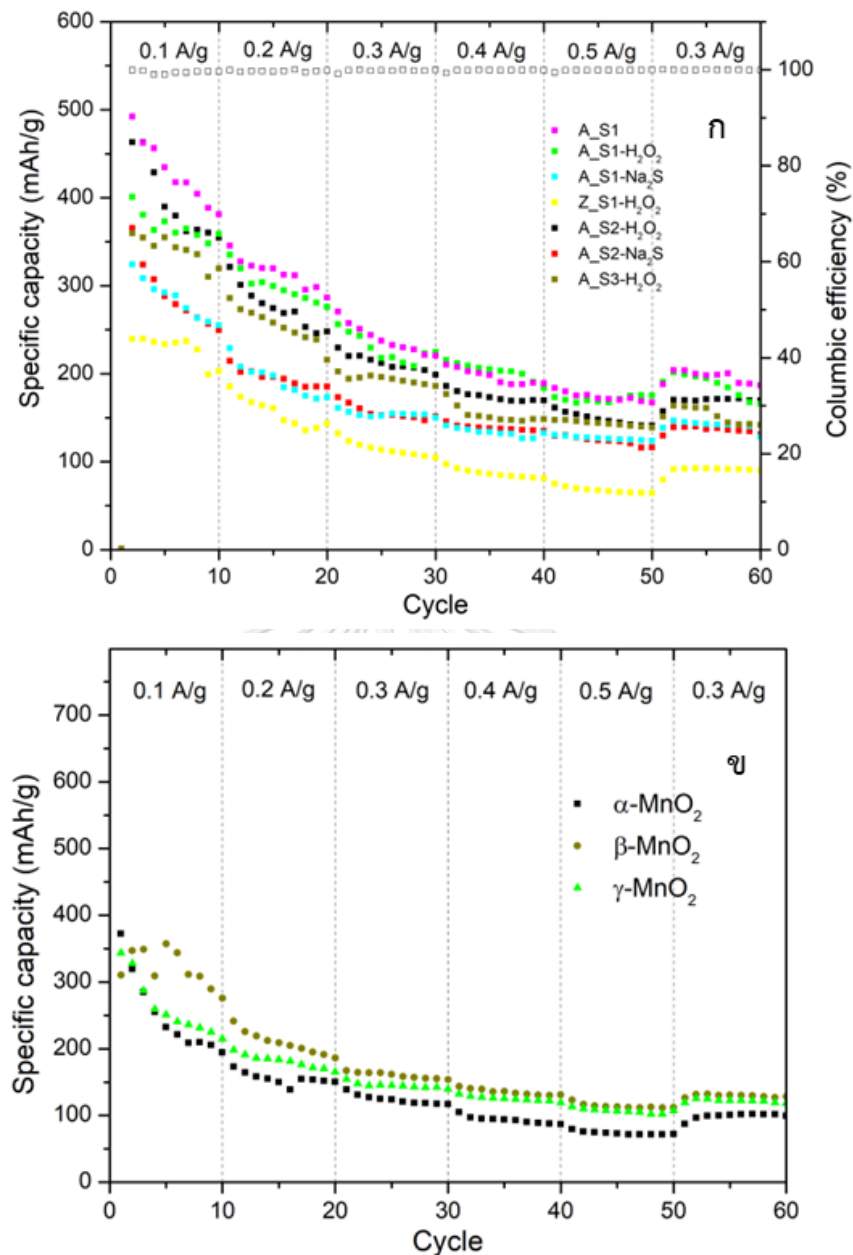 600
500
400
300
200
100
0
Specific capacity (mAh/g)
0.1 A/g 0.2 A/g 0.3 A/g 0.4 A/g 0.5 A/g 0.3 A/g
ก
A_S1
A_S1-H₂O₂
A_S1-Na₂S
Z_S1-H₂O₂
A_S2-H₂O₂
A_S2-Na₂S
A_S3-H₂O₂
100
80
60
40
20
0
Columbic efficiency (%)
0 10 20 30 40 50 60
Cycle
700
600
500
400
300
200
100
0
Specific capacity (mAh/g)
0.1 A/g 0.2 A/g 0.3 A/g 0.4 A/g 0.5 A/g 0.3 A/g
ข
α-MnO₂
β-MnO₂
γ-MnO₂
0 10 20 30 40 50 60
Cycle